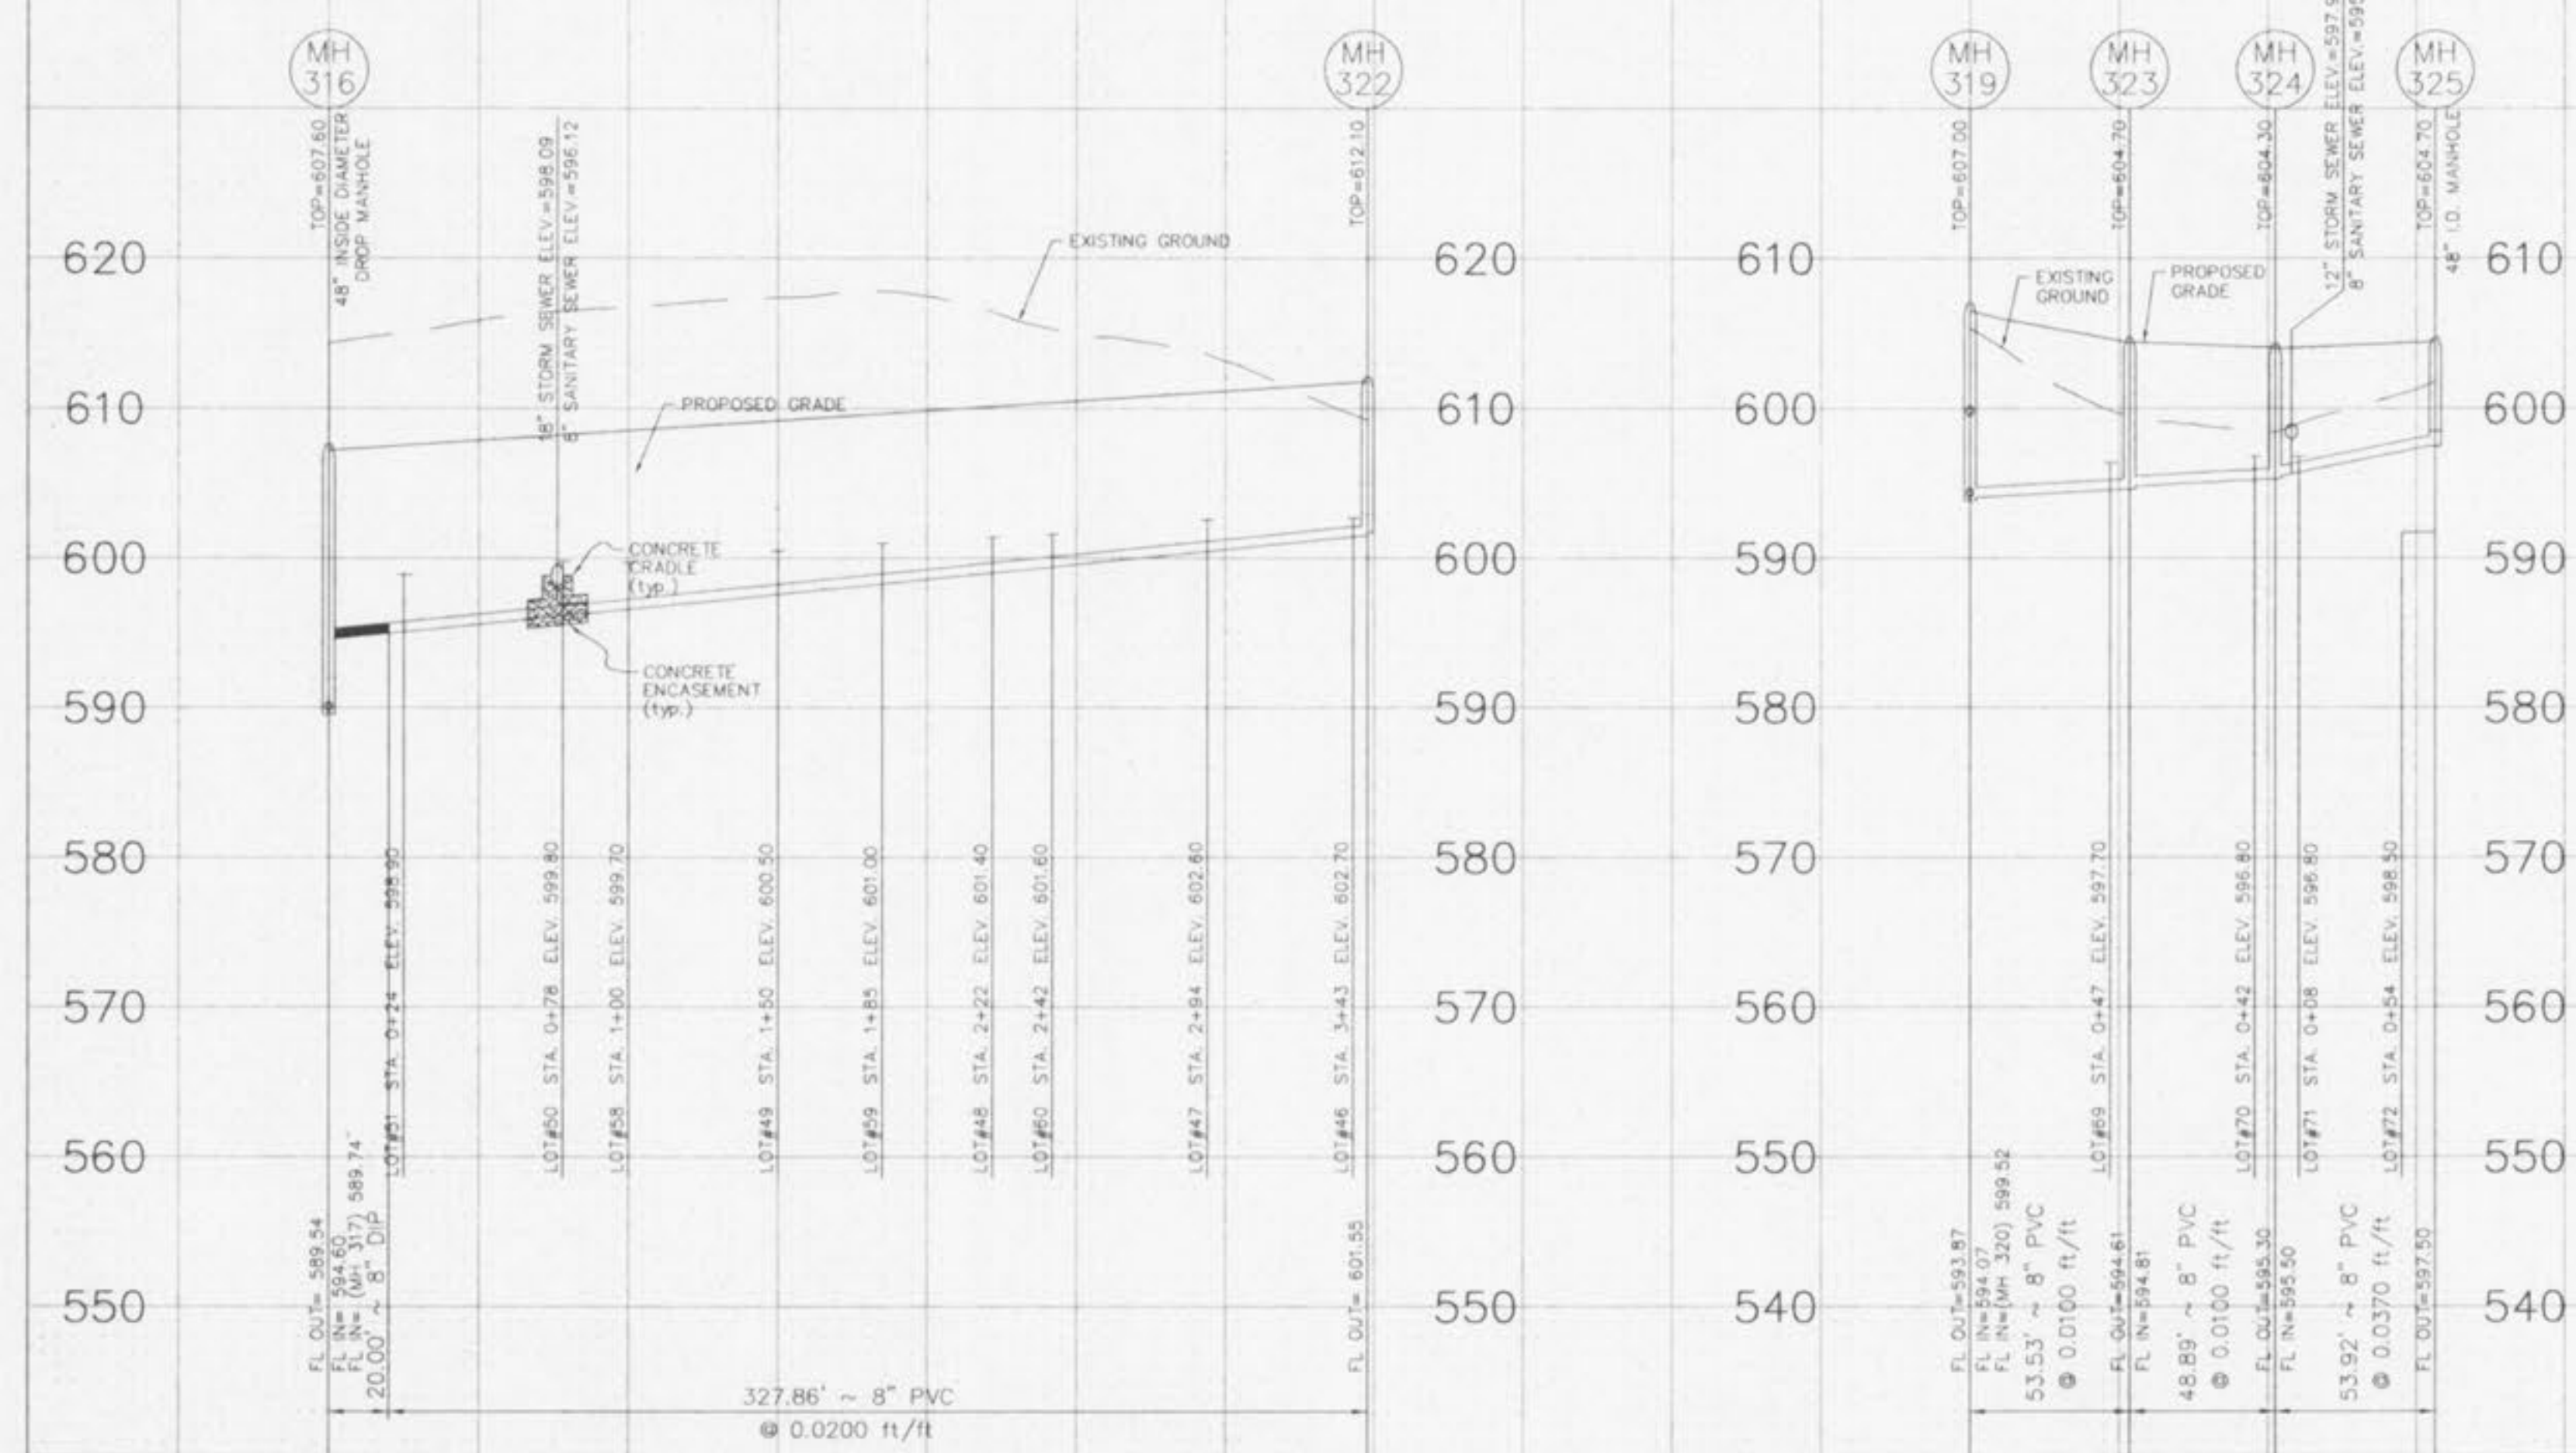 MH
316
MH
322
MH
319
MH
323
MH
324
MH
325
TOP=607.60
48" INSIDE DIAMETER
DROP MANHOLE
18" STORM SEWER ELEV.=598.09
8" SANITARY SEWER ELEV.=596.12
TOP=612.10
TOP=607.00
TOP=604.70
TOP=604.30
12" STORM SEWER ELEV.=597.9
8" SANITARY SEWER ELEV.=595
TOP=604.70
48" I.D. MANHOLE
EXISTING GROUND
PROPOSED GRADE
CONCRETE
CRADLE
(typ.)
CONCRETE
ENCASEMENT
(typ.)
EXISTING
GROUND
PROPOSED
GRADE
620
610
600
590
580
570
560
550
620
610
600
590
580
570
560
550
610
600
590
580
570
560
550
540
610
600
590
580
570
560
550
540
LOT#51 STA. 0+24 ELEV. 598.90
LOT#50 STA. 0+78 ELEV. 599.80
LOT#58 STA. 1+00 ELEV. 599.70
LOT#49 STA. 1+50 ELEV. 600.50
LOT#59 STA. 1+85 ELEV. 601.00
LOT#48 STA. 2+22 ELEV. 601.40
LOT#60 STA. 2+42 ELEV. 601.60
LOT#47 STA. 2+94 ELEV. 602.60
LOT#46 STA. 3+43 ELEV. 602.70
LOT#69 STA. 0+47 ELEV. 597.70
LOT#70 STA. 0+42 ELEV. 596.80
LOT#71 STA. 0+08 ELEV. 596.80
LOT#72 STA. 0+54 ELEV. 598.50
FL OUT= 589.54
FL IN= 594.60
FL IN= (MH 317) 589.74
20.00' ~ 8" DIP
327.86' ~ 8" PVC
@ 0.0200 ft/ft
FL OUT= 601.55
FL OUT=593.87
FL IN=594.07
FL IN=(MH 320) 599.52
53.53' ~ 8" PVC
@ 0.0100 ft/ft
FL OUT=594.61
FL IN=594.81
48.89' ~ 8" PVC
@ 0.0100 ft/ft
FL OUT=595.30
FL IN=595.50
53.92' ~ 8" PVC
@ 0.0370 ft/ft
FL OUT=597.50